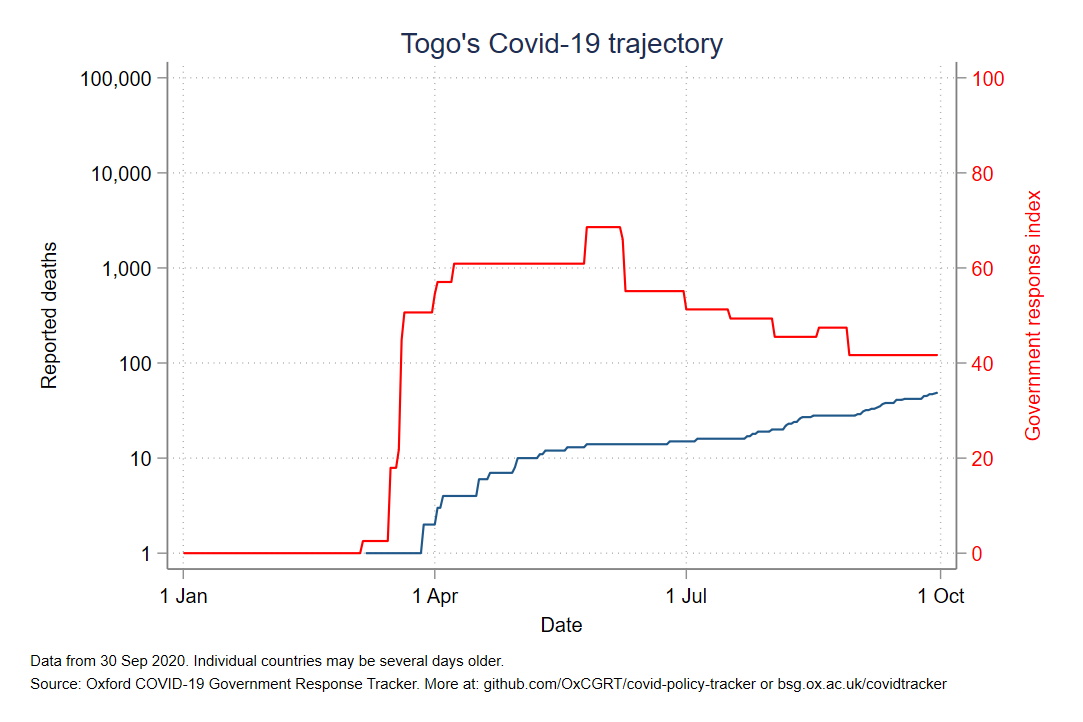 Togo's Covid-19 trajectory
100,000
10,000
1,000
100
10
1
Reported deaths
100
80
60
40
20
0
Government response index
1 Jan
1 Apr
1 Jul
1 Oct
Date
Data from 30 Sep 2020. Individual countries may be several days older.
Source: Oxford COVID-19 Government Response Tracker. More at: github.com/OxCGRT/covid-policy-tracker or bsg.ox.ac.uk/covidtracker